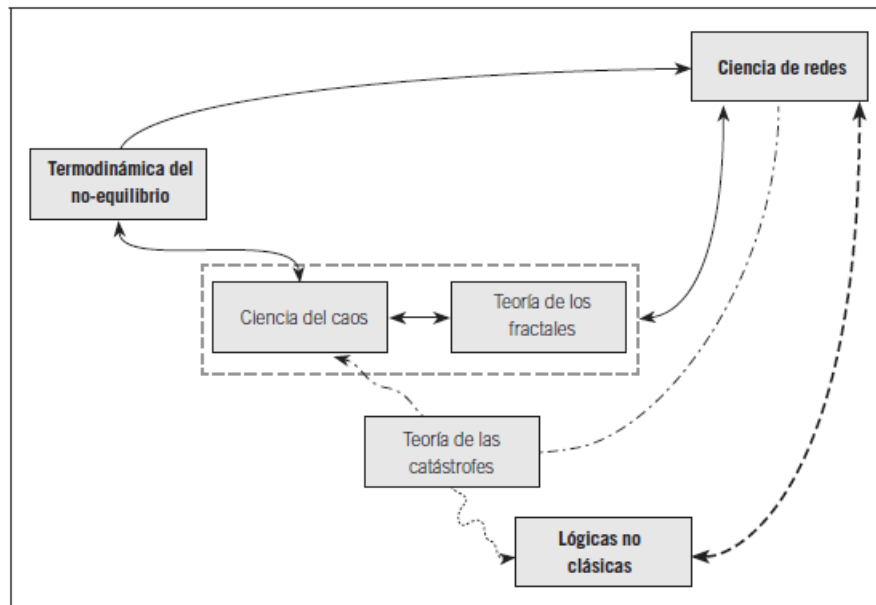 Ciencia de redes
Termodinámica del
no-equilibrio
Ciencia del caos
Teoría de los
fractales
Teoría de las
catástrofes
Lógicas no
clásicas